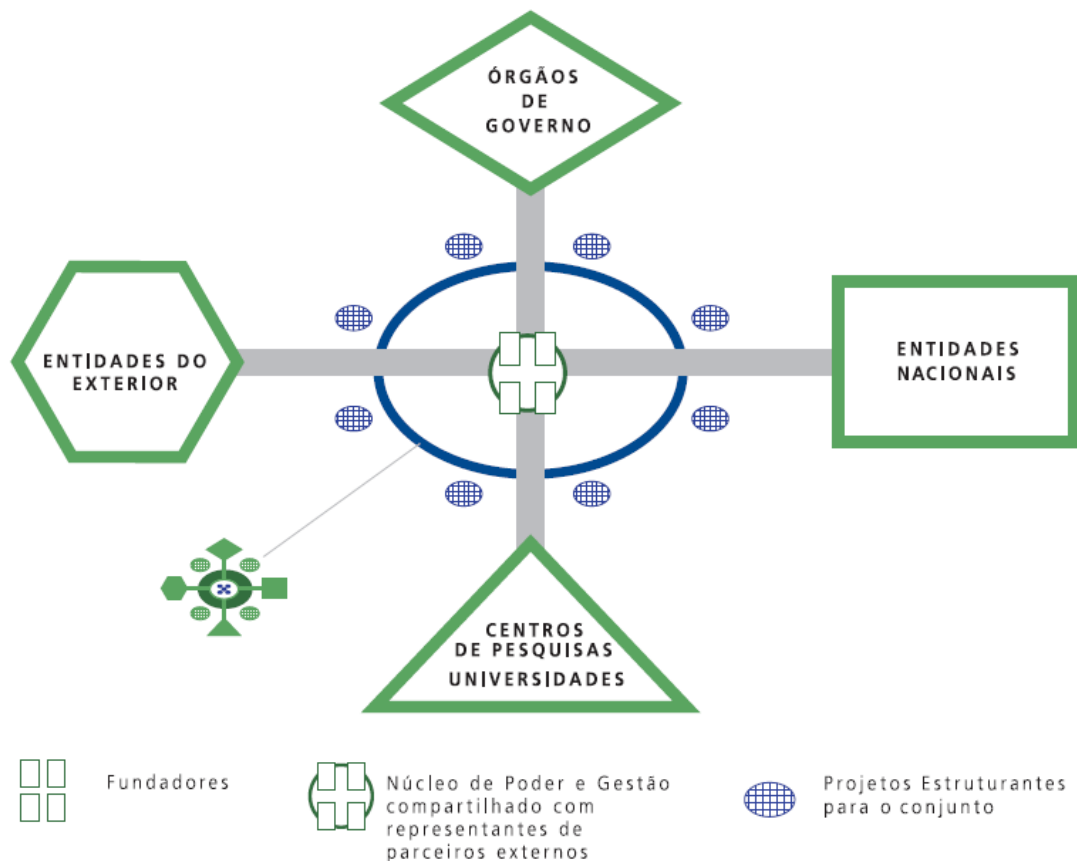 ÓRGÃOS
DE
GOVERNO
ENTIDADES DO
EXTERIOR
ENTIDADES
NACIONAIS
CENTROS
DE PESQUISAS
UNIVERSIDADES
Fundadores
Núcleo de Poder e Gestão
compartilhado com
representantes de
parceiros externos
Projetos Estruturantes
para o conjunto